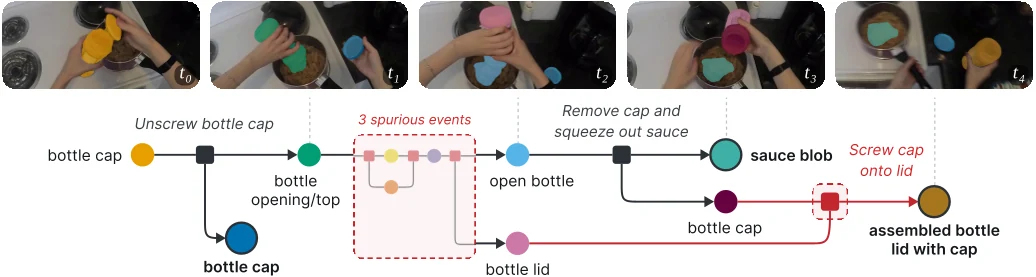 t0
t1
t2
t3
t4
Unscrew bottle cap
3 spurious events
Remove cap and
squeeze out sauce
Screw cap
onto lid
bottle cap
bottle
opening/top
open bottle
sauce blob
bottle cap
bottle cap
bottle lid
assembled bottle
lid with cap